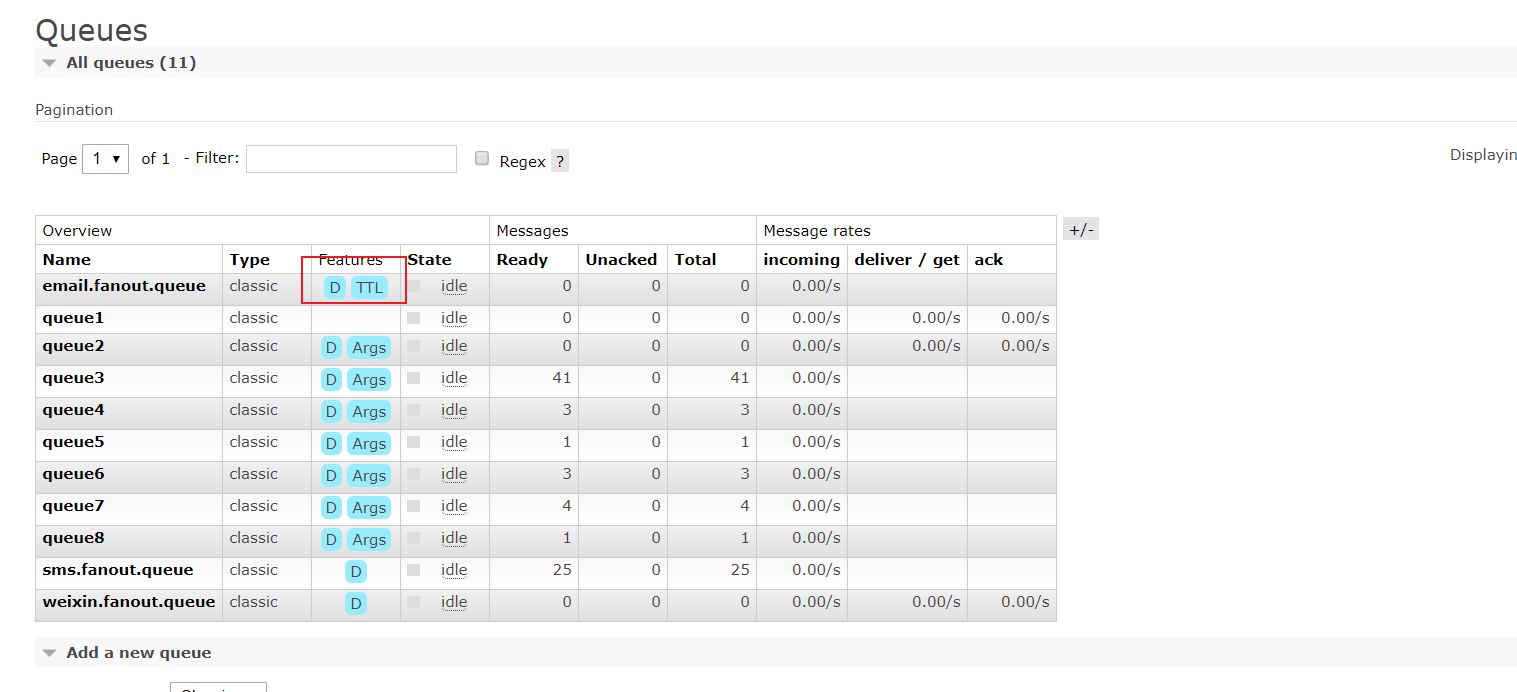 Queues
All queues (11)
Pagination
Page 1 of 1 - Filter: Regex ?
Displayin
Overview Messages Message rates +/-
Name Type Features State Ready Unacked Total incoming deliver / get ack
email.fanout.queue classic D TTL idle 0 0 0 0.00/s
queue1 classic idle 0 0 0 0.00/s 0.00/s 0.00/s
queue2 classic D Args idle 0 0 0 0.00/s 0.00/s 0.00/s
queue3 classic D Args idle 41 0 41 0.00/s
queue4 classic D Args idle 3 0 3 0.00/s
queue5 classic D Args idle 1 0 1 0.00/s
queue6 classic D Args idle 3 0 3 0.00/s
queue7 classic D Args idle 4 0 4 0.00/s
queue8 classic D Args idle 1 0 1 0.00/s
sms.fanout.queue classic D idle 25 0 25 0.00/s
weixin.fanout.queue classic D idle 0 0 0 0.00/s 0.00/s 0.00/s
Add a new queue